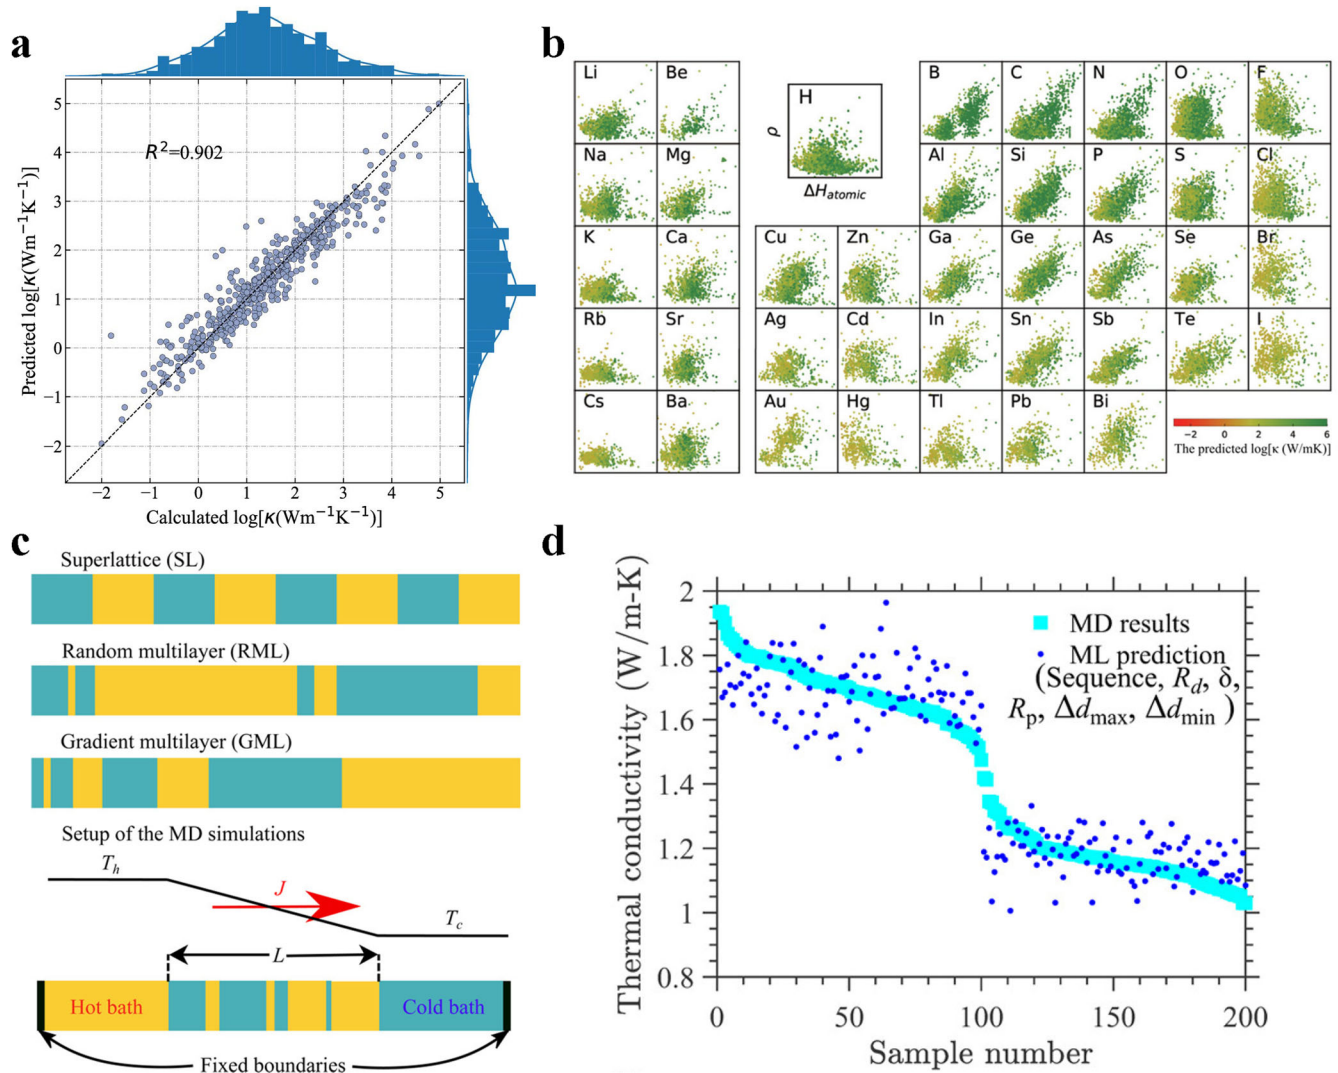 a
R²=0.902
5
4
3
2
1
0
−1
−2
Predicted log[κ(Wm⁻¹K⁻¹)]
−2 −1 0 1 2 3 4 5
Calculated log[κ(Wm⁻¹K⁻¹)]
b
Li Be B C N O F
H
ρ
ΔH_atomic
Na Mg Al Si P S Cl
K Ca Cu Zn Ga Ge As Se Br
Rb Sr Ag Cd In Sn Sb Te I
Cs Ba Au Hg Tl Pb Bi
−2 0 2 4 6
The predicted log[κ (W/mK)]
c
Superlattice (SL)
Random multilayer (RML)
Gradient multilayer (GML)
Setup of the MD simulations
T_h
J
T_c
L
Hot bath Cold bath
Fixed boundaries
d
Thermal conductivity (W/m-K)
2
1.8
1.6
1.4
1.2
1
0.8
MD results
ML prediction
(Sequence, R_d, δ,
R_p, Δd_max, Δd_min )
0 50 100 150 200
Sample number